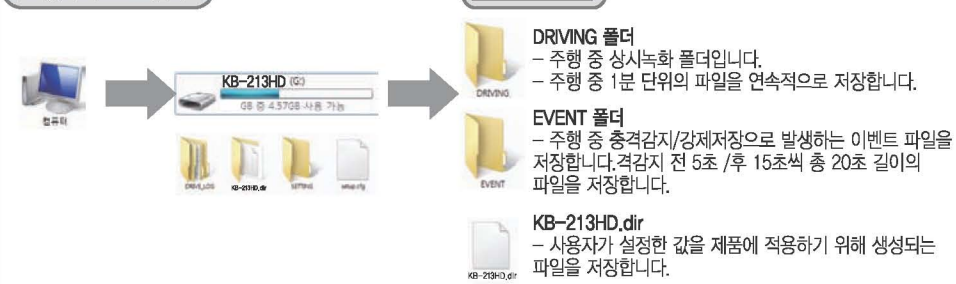 컴퓨터
KB-213HD (G:)
GB 중 4.57GB 사용 가능
DRIVE_LOG
KB-213HD.dir
SETTING
setup.cfg
DRIVING
DRIVING 폴더
- 주행 중 상시녹화 폴더입니다.
- 주행 중 1분 단위의 파일을 연속적으로 저장합니다.
EVENT
EVENT 폴더
- 주행 중 충격감지/강제저장으로 발생하는 이벤트 파일을
저장합니다.격감지 전 5초 /후 15초씩 총 20초 길이의
파일을 저장합니다.
KB-213HD.dir
KB-213HD.dir
- 사용자가 설정한 값을 제품에 적용하기 위해 생성되는
파일을 저장합니다.